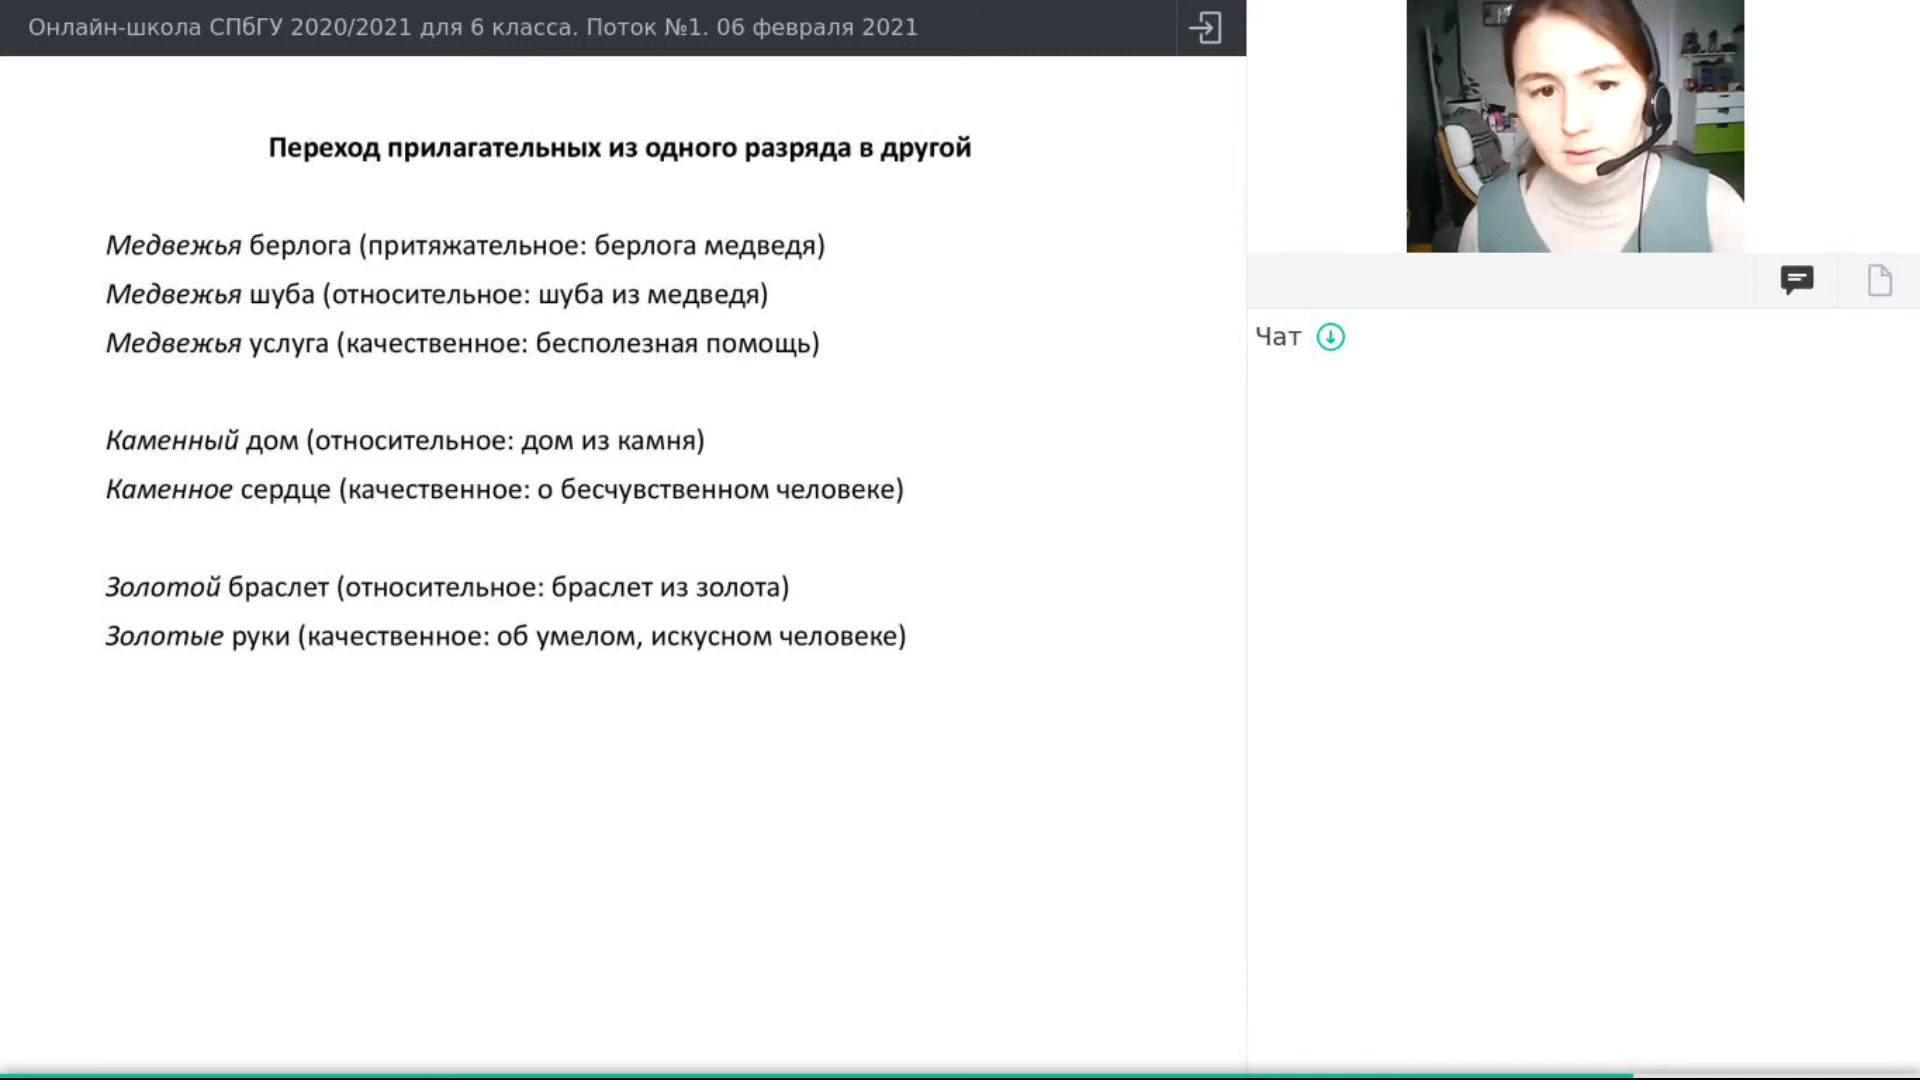 Онлайн-школа СПбГУ 2020/2021 для 6 класса. Поток №1. 06 февраля 2021
Переход прилагательных из одного разряда в другой
Медвежья берлога (притяжательное: берлога медведя)
Медвежья шуба (относительное: шуба из медведя)
Медвежья услуга (качественное: бесполезная помощь)
Каменный дом (относительное: дом из камня)
Каменное сердце (качественное: о бесчувственном человеке)
Золотой браслет (относительное: браслет из золота)
Золотые руки (качественное: об умелом, искусном человеке)
Чат